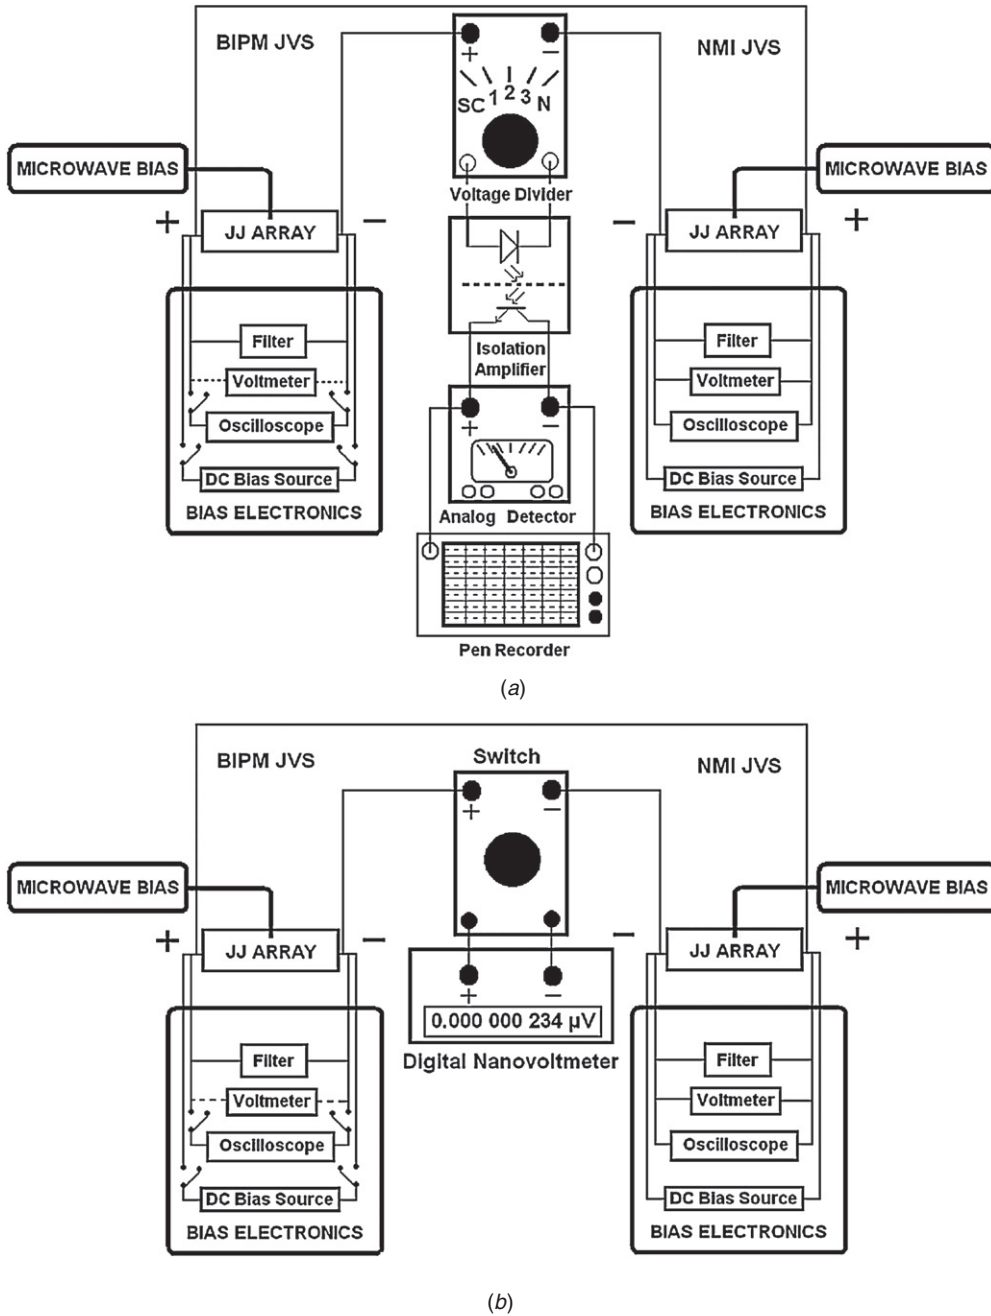 BIPM JVS
NMI JVS
+ −
SC 1 2 3 N
MICROWAVE BIAS
MICROWAVE BIAS
Voltage Divider
+ −
− +
JJ ARRAY
JJ ARRAY
Filter
Voltmeter
Oscilloscope
DC Bias Source
BIAS ELECTRONICS
Isolation
Amplifier
+ −
Analog Detector
Filter
Voltmeter
Oscilloscope
DC Bias Source
BIAS ELECTRONICS
Pen Recorder
(a)
BIPM JVS
Switch
NMI JVS
+ −
MICROWAVE BIAS
MICROWAVE BIAS
+ −
− +
JJ ARRAY
JJ ARRAY
+ −
0.000 000 234 µV
Digital Nanovoltmeter
Filter
Voltmeter
Oscilloscope
DC Bias Source
BIAS ELECTRONICS
Filter
Voltmeter
Oscilloscope
DC Bias Source
BIAS ELECTRONICS
(b)